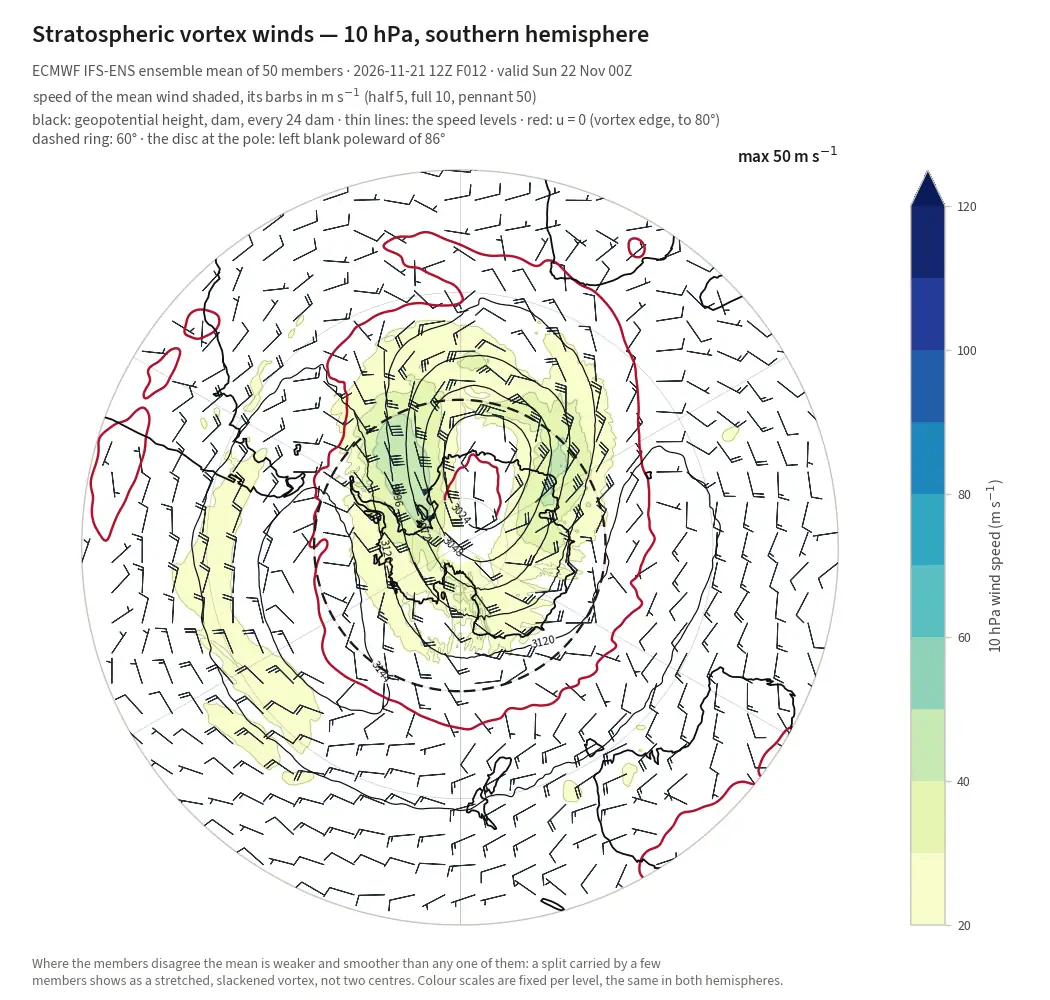 Stratospheric vortex winds — 10 hPa, southern hemisphere
ECMWF IFS-ENS ensemble mean of 50 members · 2026-11-21 12Z F012 · valid Sun 22 Nov 00Z
speed of the mean wind shaded, its barbs in m s⁻¹ (half 5, full 10, pennant 50)
black: geopotential height, dam, every 24 dam · thin lines: the speed levels · red: u = 0 (vortex edge, to 80°)
dashed ring: 60° · the disc at the pole: left blank poleward of 86°
max 50 m s⁻¹
120
100
80
60
40
20
10 hPa wind speed (m s⁻¹)
3024
3048
3120
Where the members disagree the mean is weaker and smoother than any one of them: a split carried by a few
members shows as a stretched, slackened vortex, not two centres. Colour scales are fixed per level, the same in both hemispheres.